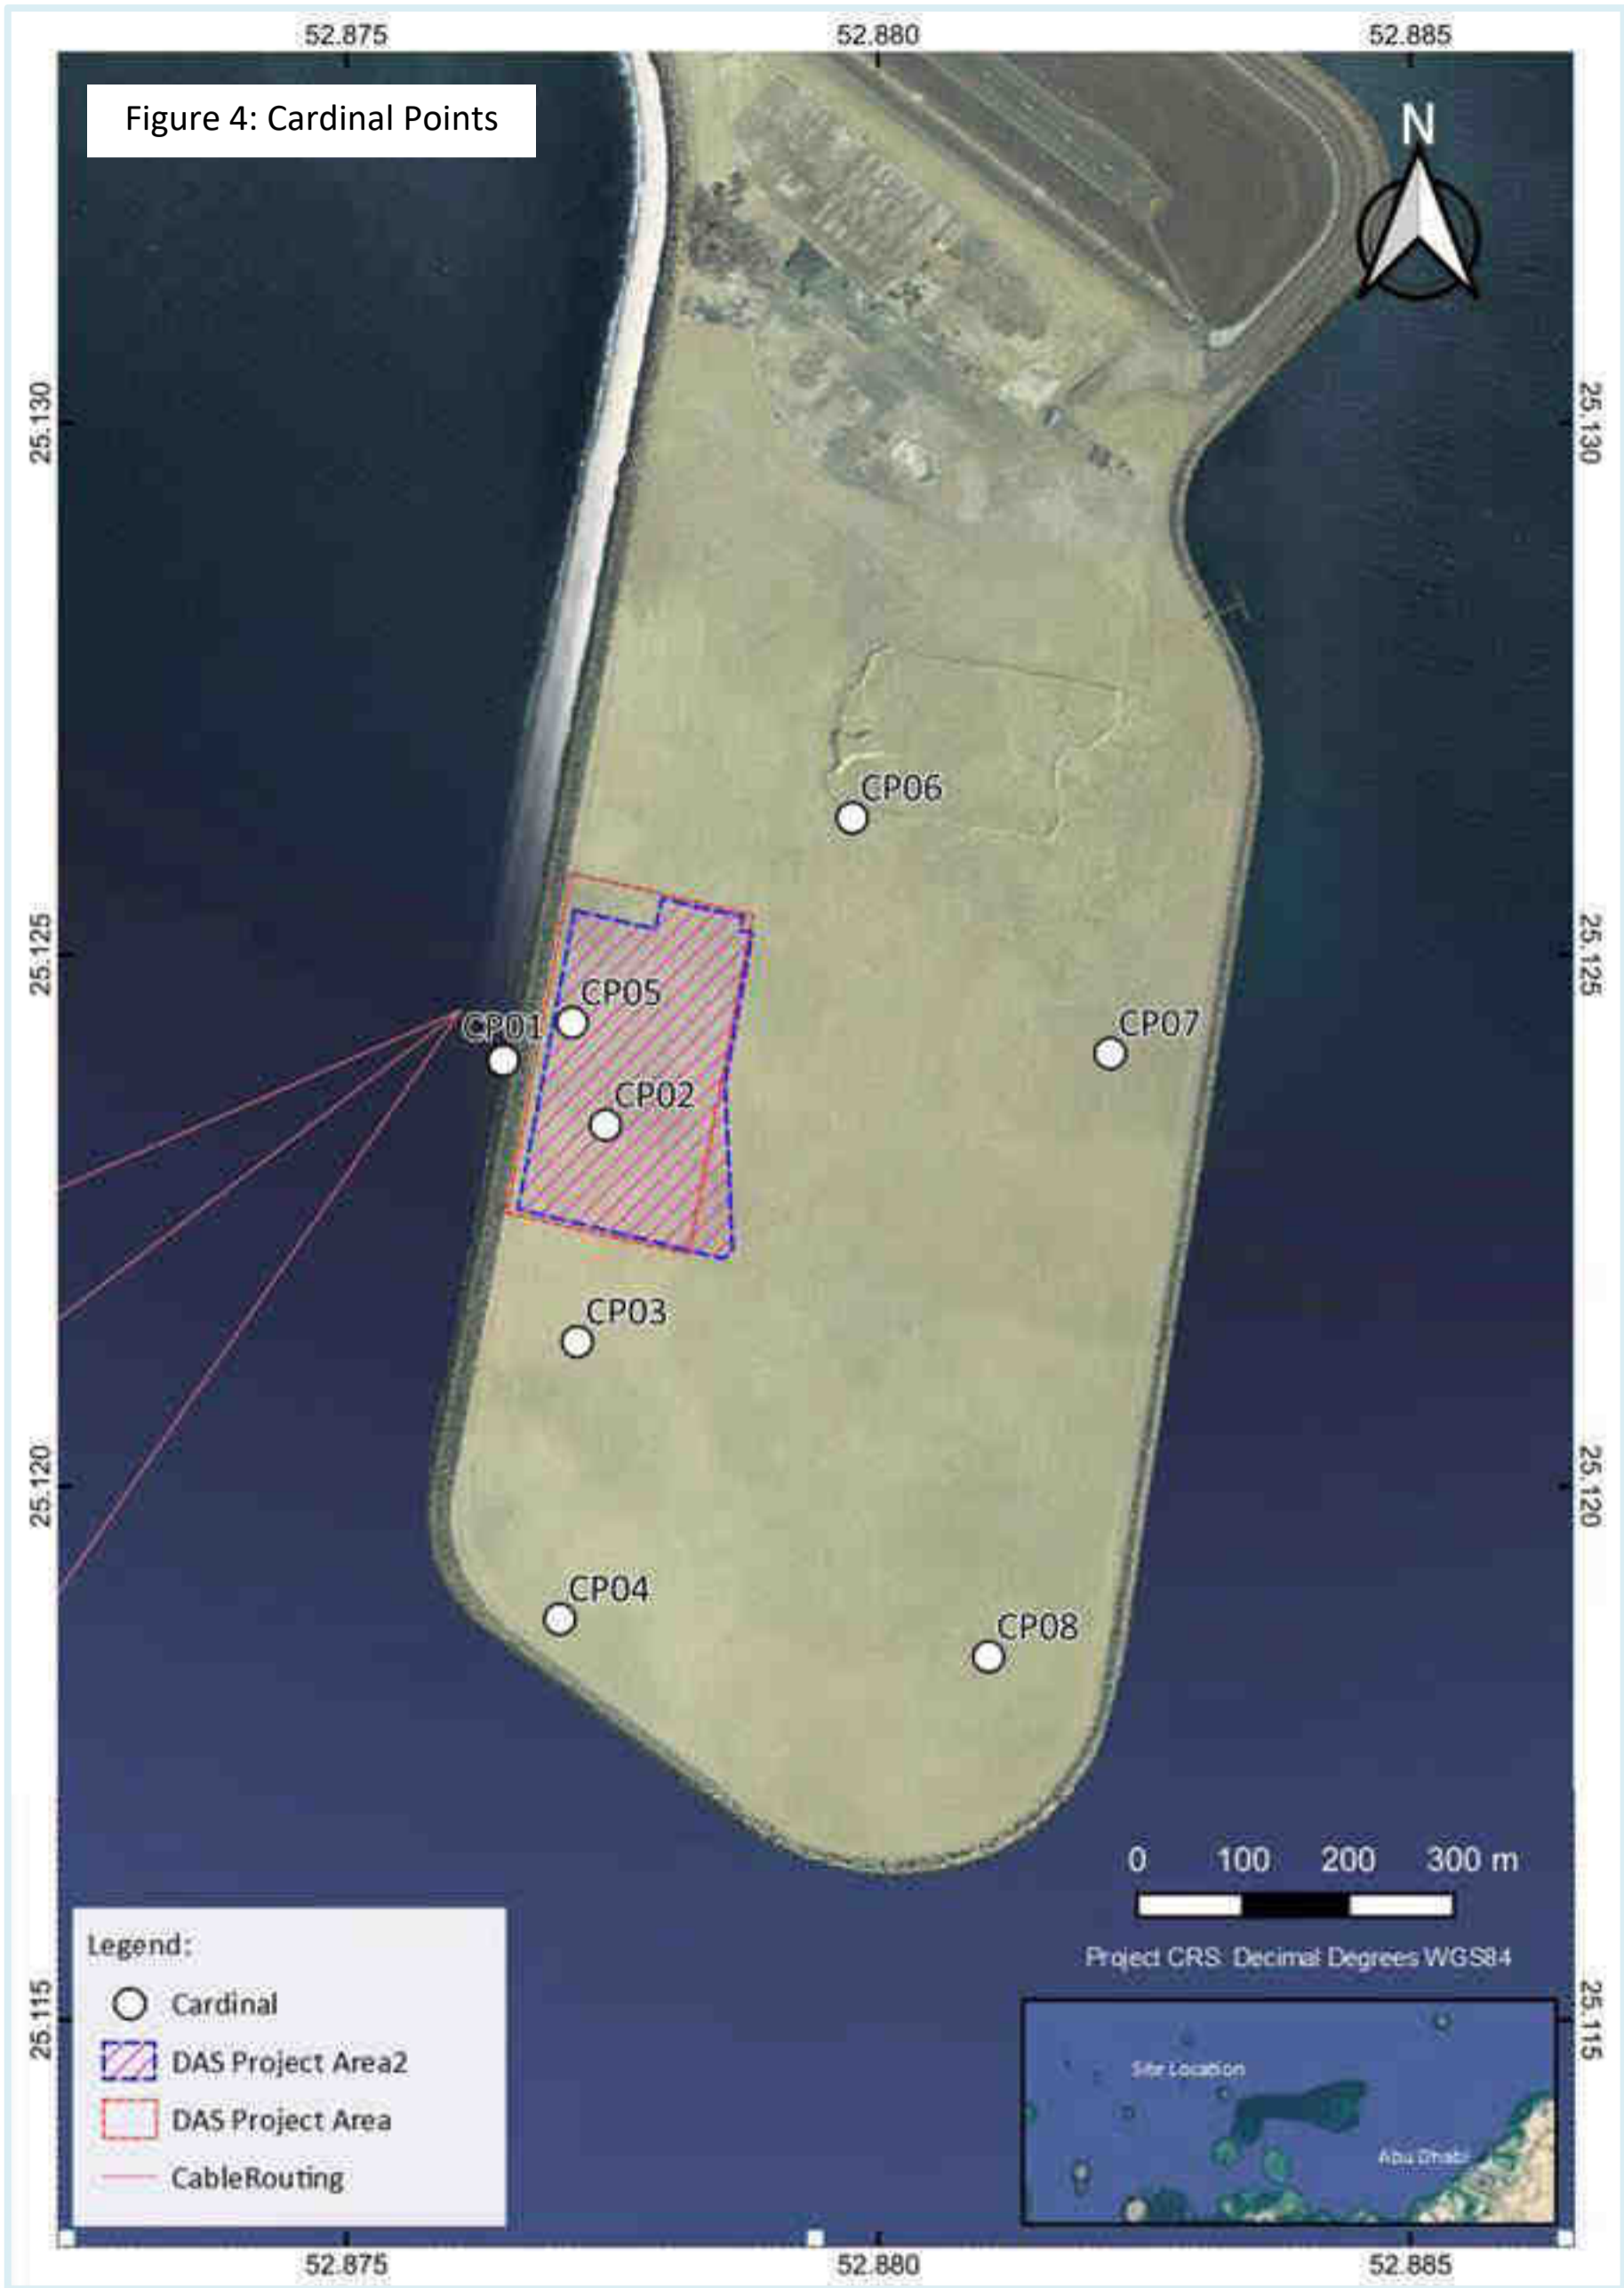 52.875 52.880 52.885
Figure 4: Cardinal Points
N
25.130 25.130
CP06
25.125 25.125
CP05
CP01
CP07
CP02
CP03
25.120 25.120
CP04
CP08
0 100 200 300 m
Project CRS: Decimal Degrees WGS84
25.115 25.115
Legend:
Cardinal
DAS Project Area2
DAS Project Area
CableRouting
Site Location
Abu Dhabi
52.875 52.880 52.885